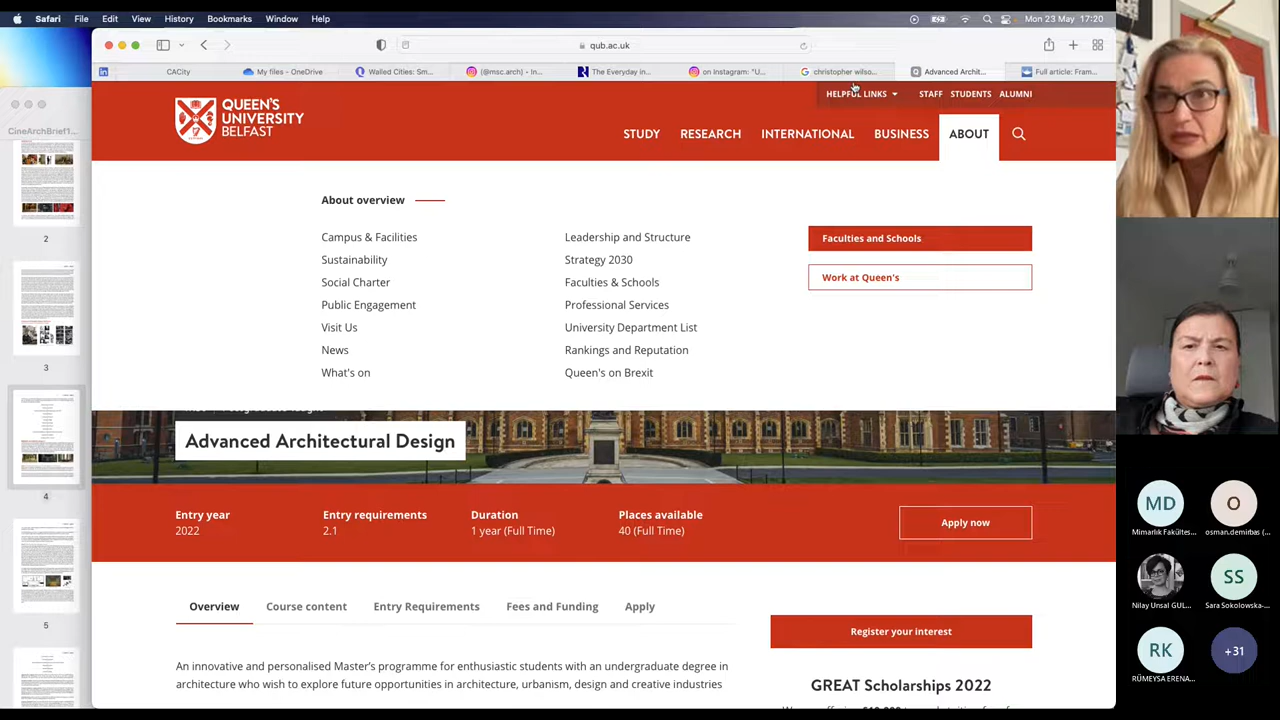 Safari File Edit View History Bookmarks Window Help
Mon 23 May 17:20
qub.ac.uk
CACity
My files - OneDrive
Walled Cities: Sm...
(@msc.arch) - In...
The Everyday in...
on Instagram: "U...
christopher wilso...
Advanced Archit...
Full article: Fram...
CineArchBrief1...
2
3
4
5
QUEEN'S
UNIVERSITY
BELFAST
HELPFUL LINKS STAFF STUDENTS ALUMNI
STUDY RESEARCH INTERNATIONAL BUSINESS ABOUT
About overview
Campus & Facilities
Sustainability
Social Charter
Public Engagement
Visit Us
News
What's on
Leadership and Structure
Strategy 2030
Faculties & Schools
Professional Services
University Department List
Rankings and Reputation
Queen's on Brexit
Faculties and Schools
Work at Queen's
Advanced Architectural Design
Entry year
2022
Entry requirements
2.1
Duration
1 year (Full Time)
Places available
40 (Full Time)
Apply now
Overview Course content Entry Requirements Fees and Funding Apply
An innovative and personalised Master's programme for enthusiastic students with an undergraduate degree in
architecture who wish to explore future opportunities in architecture, urbanism, design and creative industries
Register your interest
GREAT Scholarships 2022
MD
Mimarlık Fakültes...
O
osman.demirbas (...
Nilay Unsal GUL...
SS
Sara Sokolowska-...
RK
RÜMEYSA ERENA...
+31